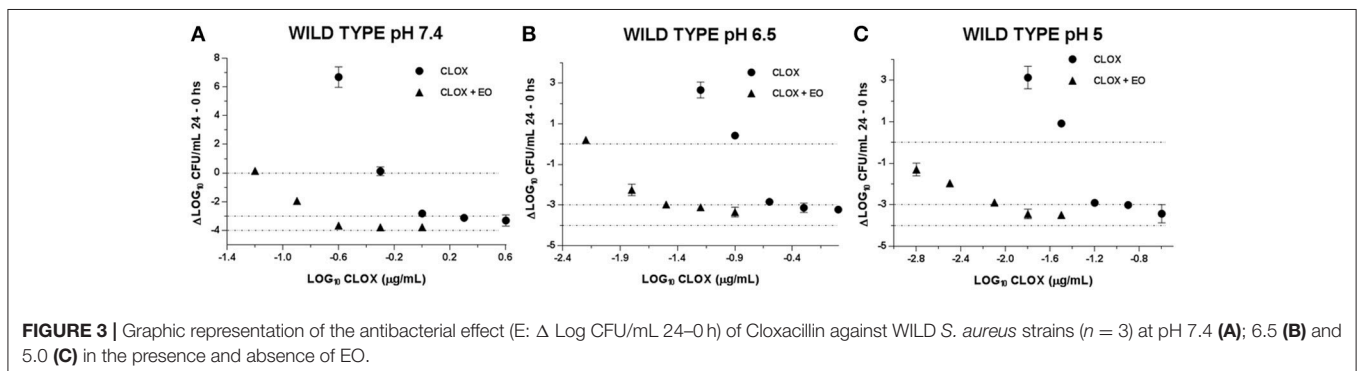 A WILD TYPE pH 7.4
ΔLOG₁₀ CFU/mL 24 - 0 hs
8
6
4
2
0
-2
-4
-6
CLOX
CLOX + EO
-1.4 -1.0 -0.6 -0.2 0.2 0.6
LOG₁₀ CLOX (µg/mL)
B WILD TYPE pH 6.5
ΔLOG₁₀ CFU/mL 24 - 0 hs
3
1
-1
-3
-5
CLOX
CLOX + EO
-2.4 -1.9 -1.4 -0.9 -0.4
LOG₁₀ CLOX (µg/mL)
C WILD TYPE pH 5
ΔLOG₁₀ CFU/mL 24 - 0 hs
3
1
-1
-3
-5
CLOX
CLOX + EO
-2.8 -2.4 -2.0 -1.6 -1.2 -0.8
LOG₁₀ CLOX (µg/mL)
FIGURE 3 | Graphic representation of the antibacterial effect (E: Δ Log CFU/mL 24–0 h) of Cloxacillin against WILD S. aureus strains (n = 3) at pH 7.4 (A); 6.5 (B) and
5.0 (C) in the presence and absence of EO.